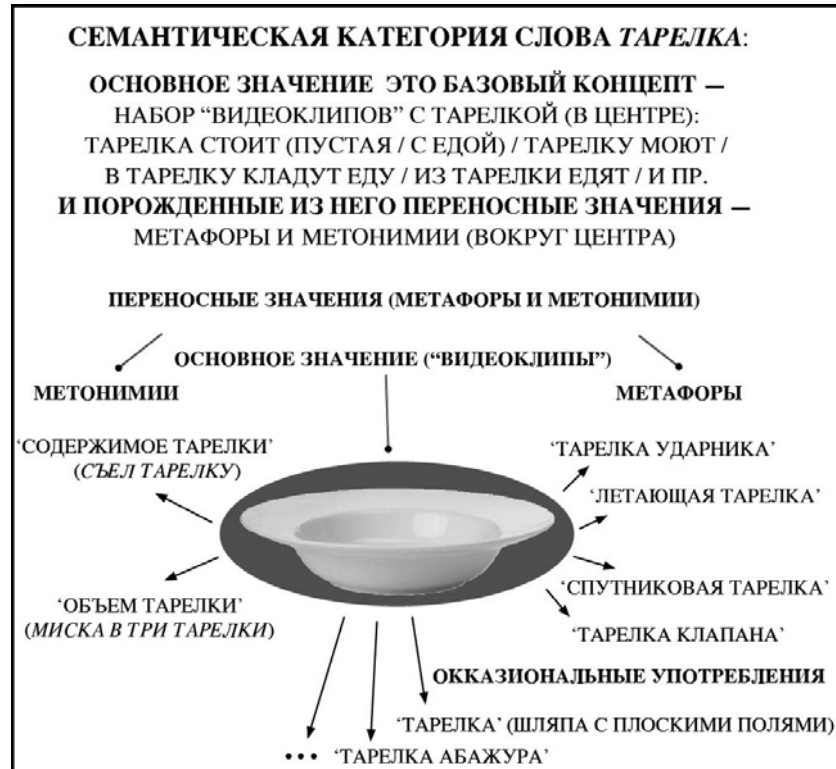 СЕМАНТИЧЕСКАЯ КАТЕГОРИЯ СЛОВА ТАРЕЛКА:
ОСНОВНОЕ ЗНАЧЕНИЕ ЭТО БАЗОВЫЙ КОНЦЕПТ —
НАБОР “ВИДЕОКЛИПОВ” С ТАРЕЛКОЙ (В ЦЕНТРЕ):
ТАРЕЛКА СТОИТ (ПУСТАЯ / С ЕДОЙ) / ТАРЕЛКУ МОЮТ /
В ТАРЕЛКУ КЛАДУТ ЕДУ / ИЗ ТАРЕЛКИ ЕДЯТ / И ПР.
И ПОРОЖДЕННЫЕ ИЗ НЕГО ПЕРЕНОСНЫЕ ЗНАЧЕНИЯ —
МЕТАФОРЫ И МЕТОНИМИИ (ВОКРУГ ЦЕНТРА)
ПЕРЕНОСНЫЕ ЗНАЧЕНИЯ (МЕТАФОРЫ И МЕТОНИМИИ)
ОСНОВНОЕ ЗНАЧЕНИЕ (“ВИДЕОКЛИПЫ”)
МЕТОНИМИИ
‘СОДЕРЖИМОЕ ТАРЕЛКИ’
(СЪЕЛ ТАРЕЛКУ)
‘ОБЪЕМ ТАРЕЛКИ’
(МИСКА В ТРИ ТАРЕЛКИ)
МЕТАФОРЫ
‘ТАРЕЛКА УДАРНИКА’
‘ЛЕТАЮЩАЯ ТАРЕЛКА’
‘СПУТНИКОВАЯ ТАРЕЛКА’
‘ТАРЕЛКА КЛАПАНА’
ОККАЗИОНАЛЬНЫЕ УПОТРЕБЛЕНИЯ
‘ТАРЕЛКА’ (ШЛЯПА С ПЛОСКИМИ ПОЛЯМИ)
••• ‘ТАРЕЛКА АБАЖУРА’